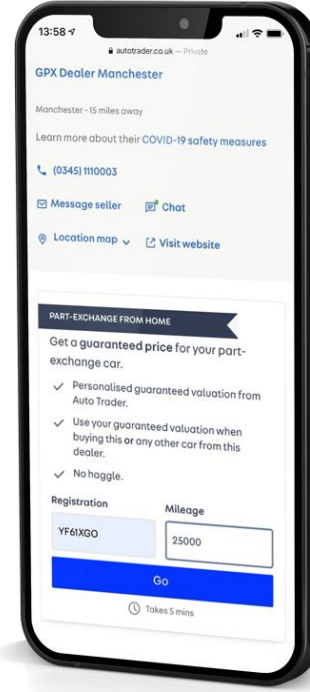 13:58
autotrader.co.uk — Private
GPX Dealer Manchester
Manchester - 15 miles away
Learn more about their COVID-19 safety measures
(0345) 1110003
Message seller Chat
Location map Visit website
PART-EXCHANGE FROM HOME
Get a guaranteed price for your part-
exchange car.
Personalised guaranteed valuation from
Auto Trader.
Use your guaranteed valuation when
buying this or any other car from this
dealer.
No haggle.
Registration Mileage
YF61XGO 25000
Go
Takes 5 mins